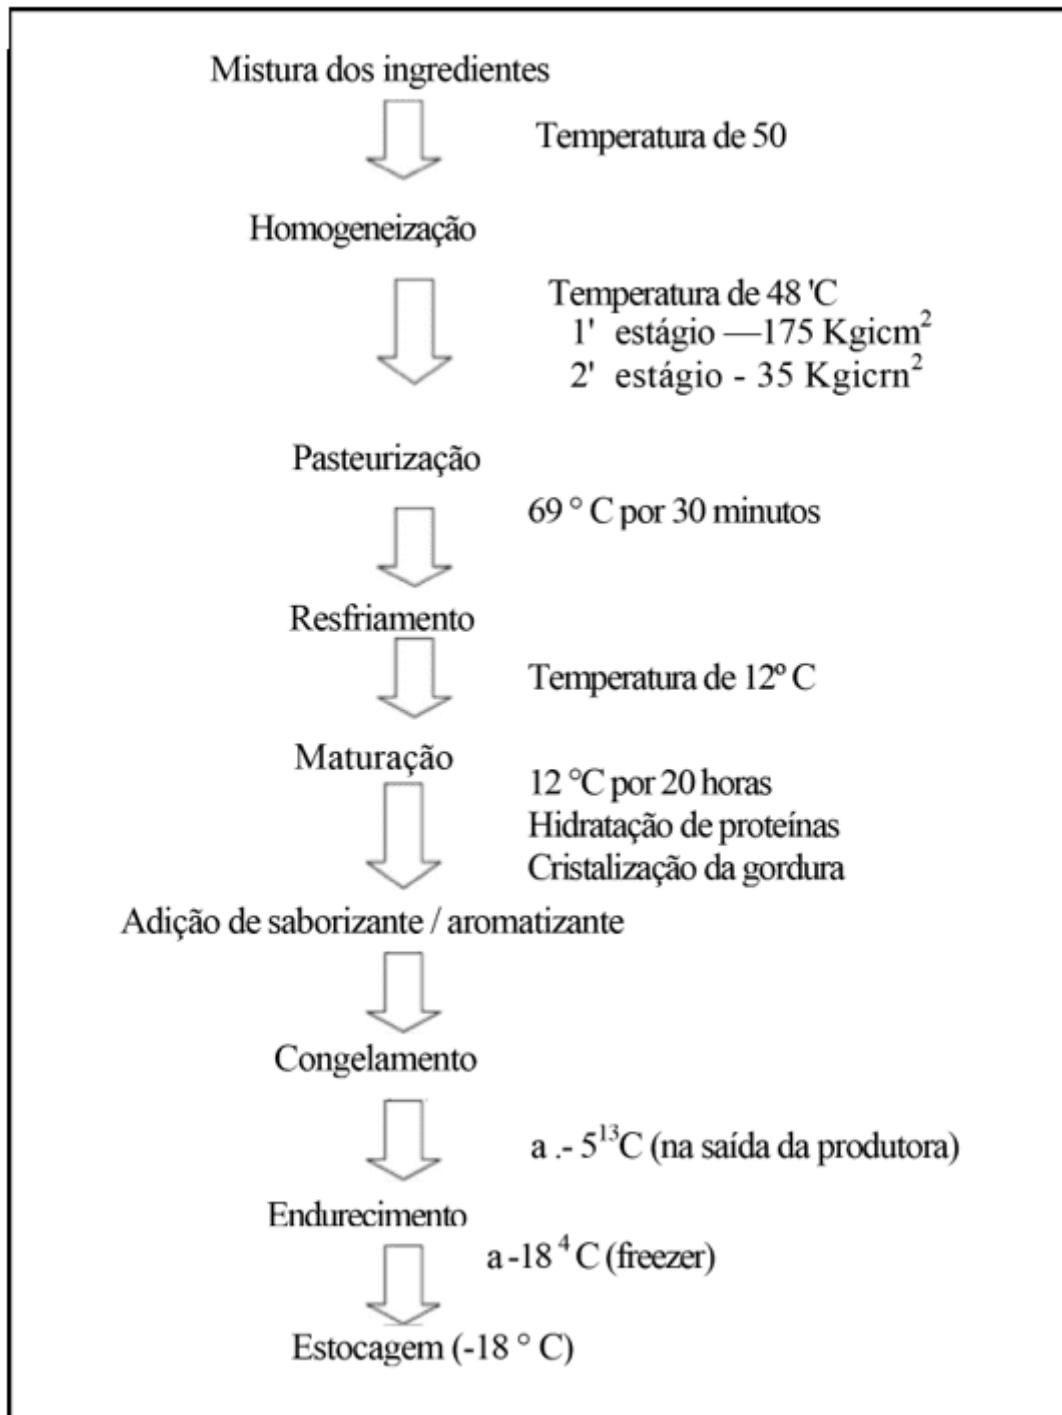 Mistura dos ingredientes
Temperatura de 50
Homogeneização
Temperatura de 48 'C
1' estágio —175 Kgicm²
2' estágio - 35 Kgicrn²
Pasteurização
69 ° C por 30 minutos
Resfriamento
Temperatura de 12º C
Maturação
12 °C por 20 horas
Hidratação de proteínas
Cristalização da gordura
Adição de saborizante / aromatizante
Congelamento
a .- 5¹³C (na saída da produtora)
Endurecimento
a -18 ⁴ C (freezer)
Estocagem (-18 ° C)